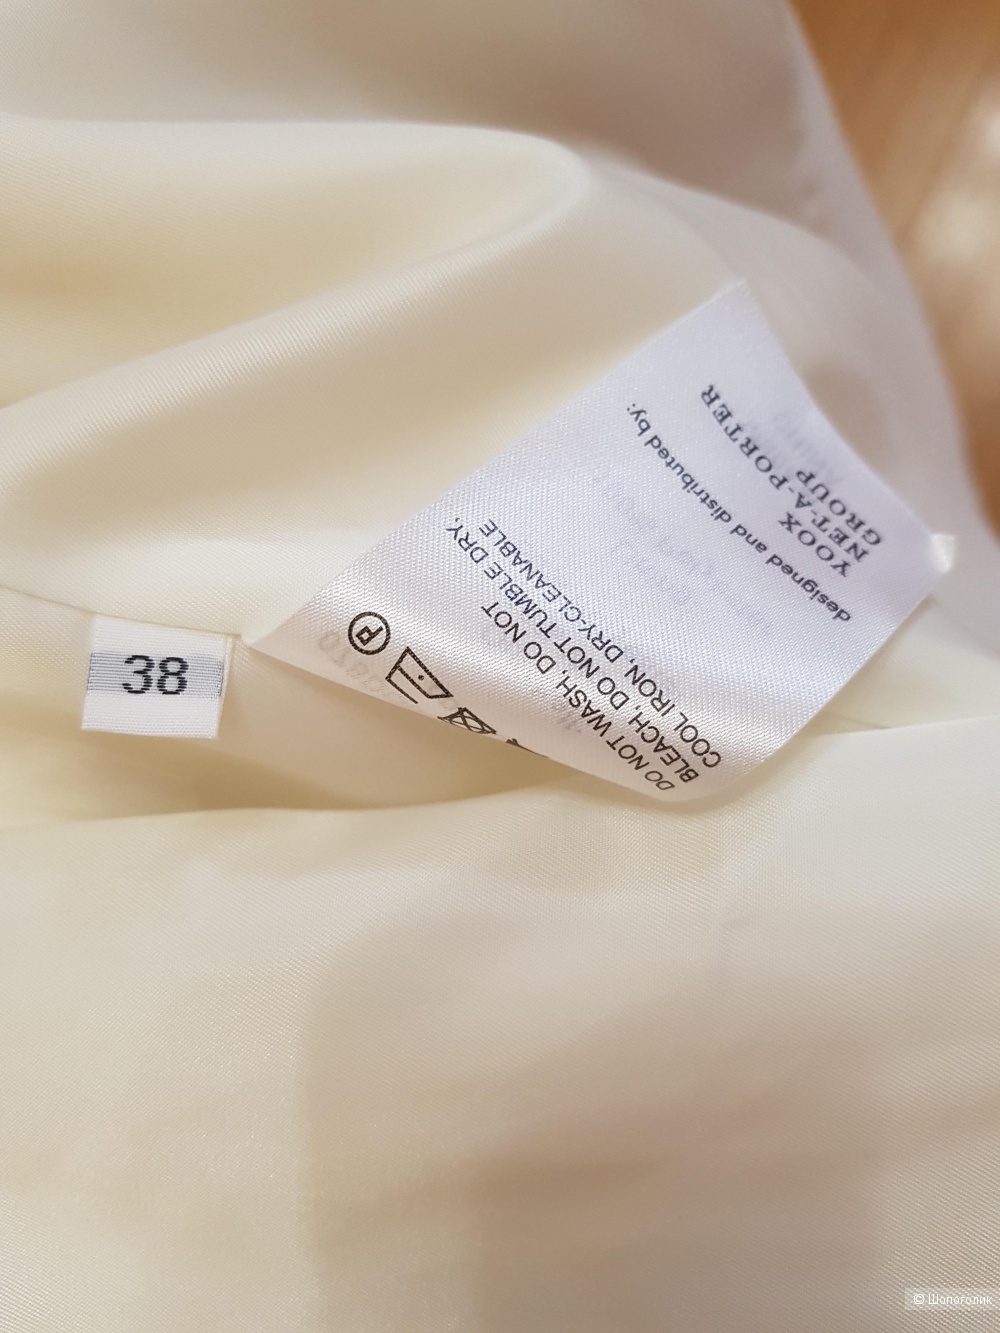 38
DO NOT WASH, DO NOT
BLEACH, DO NOT TUMBLE DRY,
COOL IRON, DRY-CLEANABLE
P
designed and distributed by:
YOOX
NET-A-PORTER
GROUP
© Шопоголик